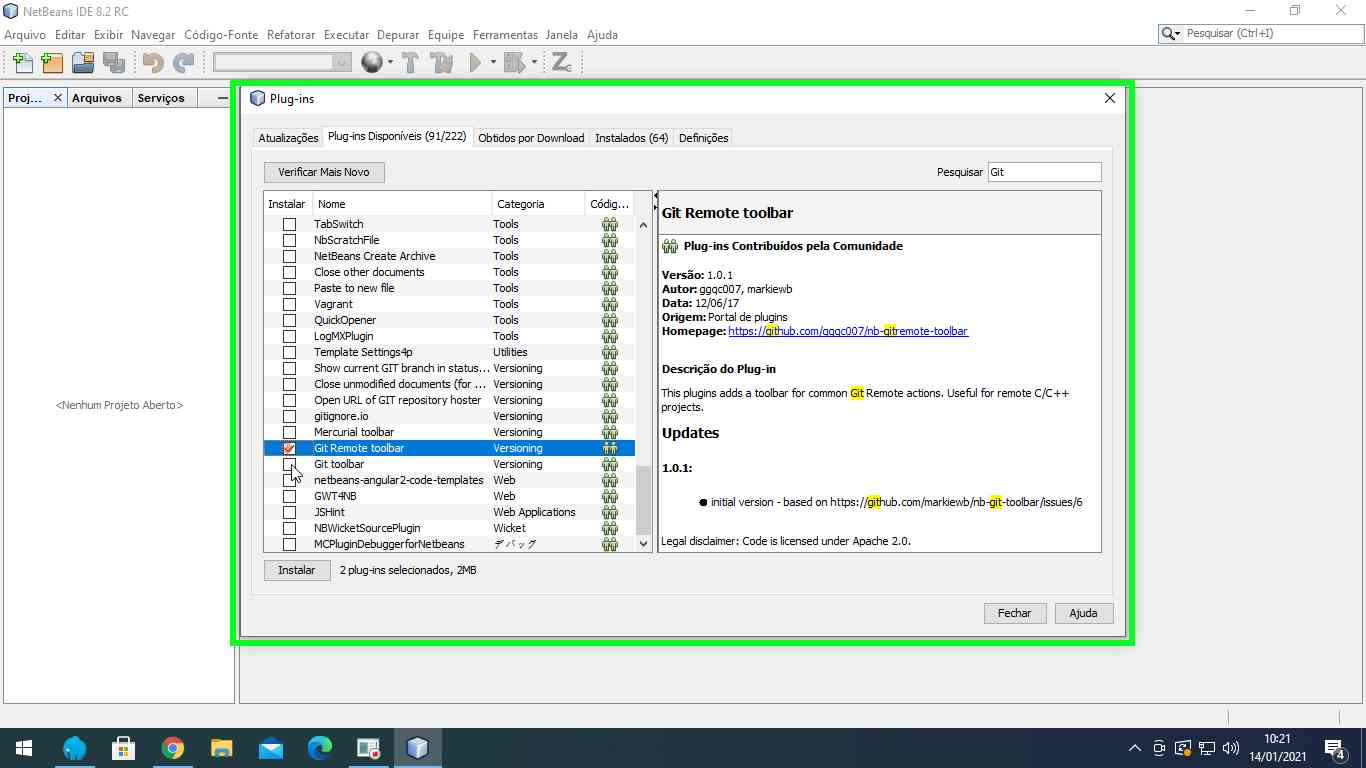 NetBeans IDE 8.2 RC
Arquivo Editar Exibir Navegar Código-Fonte Refatorar Executar Depurar Equipe Ferramentas Janela Ajuda
Pesquisar (Ctrl+I)
Proj... Arquivos Serviços
<Nenhum Projeto Aberto>
Plug-ins
Atualizações Plug-ins Disponíveis (91/222) Obtidos por Download Instalados (64) Definições
Verificar Mais Novo
Pesquisar Git
Instalar Nome Categoria Códig...
TabSwitch Tools
NbScratchFile Tools
NetBeans Create Archive Tools
Close other documents Tools
Paste to new file Tools
Vagrant Tools
QuickOpener Tools
LogMXPlugin Tools
Template Settings4p Utilities
Show current GIT branch in status... Versioning
Close unmodified documents (for ... Versioning
Open URL of GIT repository hoster Versioning
gitignore.io Versioning
Mercurial toolbar Versioning
Git Remote toolbar Versioning
Git toolbar Versioning
netbeans-angular2-code-templates Web
GWT4NB Web
JSHint Web Applications
NBWicketSourcePlugin Wicket
MCPluginDebuggerforNetbeans デバッグ
Git Remote toolbar
Plug-ins Contribuídos pela Comunidade
Versão: 1.0.1
Autor: ggqc007, markiewb
Data: 12/06/17
Origem: Portal de plugins
Homepage: https://github.com/gqgc007/nb-gitremote-toolbar
Descrição do Plug-in
This plugins adds a toolbar for common Git Remote actions. Useful for remote C/C++
projects.
Updates
1.0.1:
● initial version - based on https://github.com/markiewb/nb-git-toolbar/issues/6
Legal disclaimer: Code is licensed under Apache 2.0.
Instalar 2 plug-ins selecionados, 2MB
Fechar Ajuda
10:21
14/01/2021
4